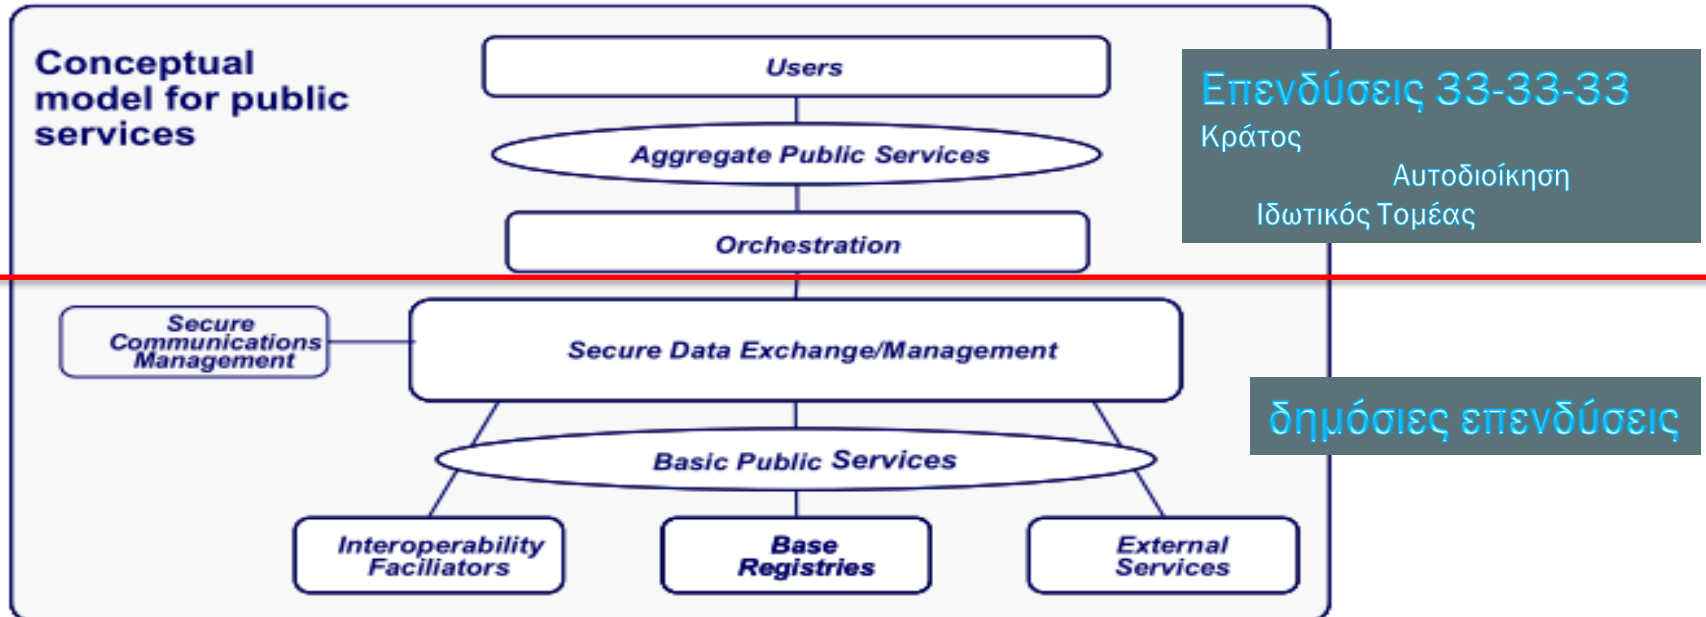 Conceptual
model for public
services
Users
Aggregate Public Services
Orchestration
Επενδύσεις 33-33-33
Κράτος
Αυτοδιοίκηση
Ιδωτικός Τομέας
Secure
Communications
Management
Secure Data Exchange/Management
δημόσιες επενδύσεις
Basic Public Services
Interoperability
Faciliators
Base
Registries
External
Services